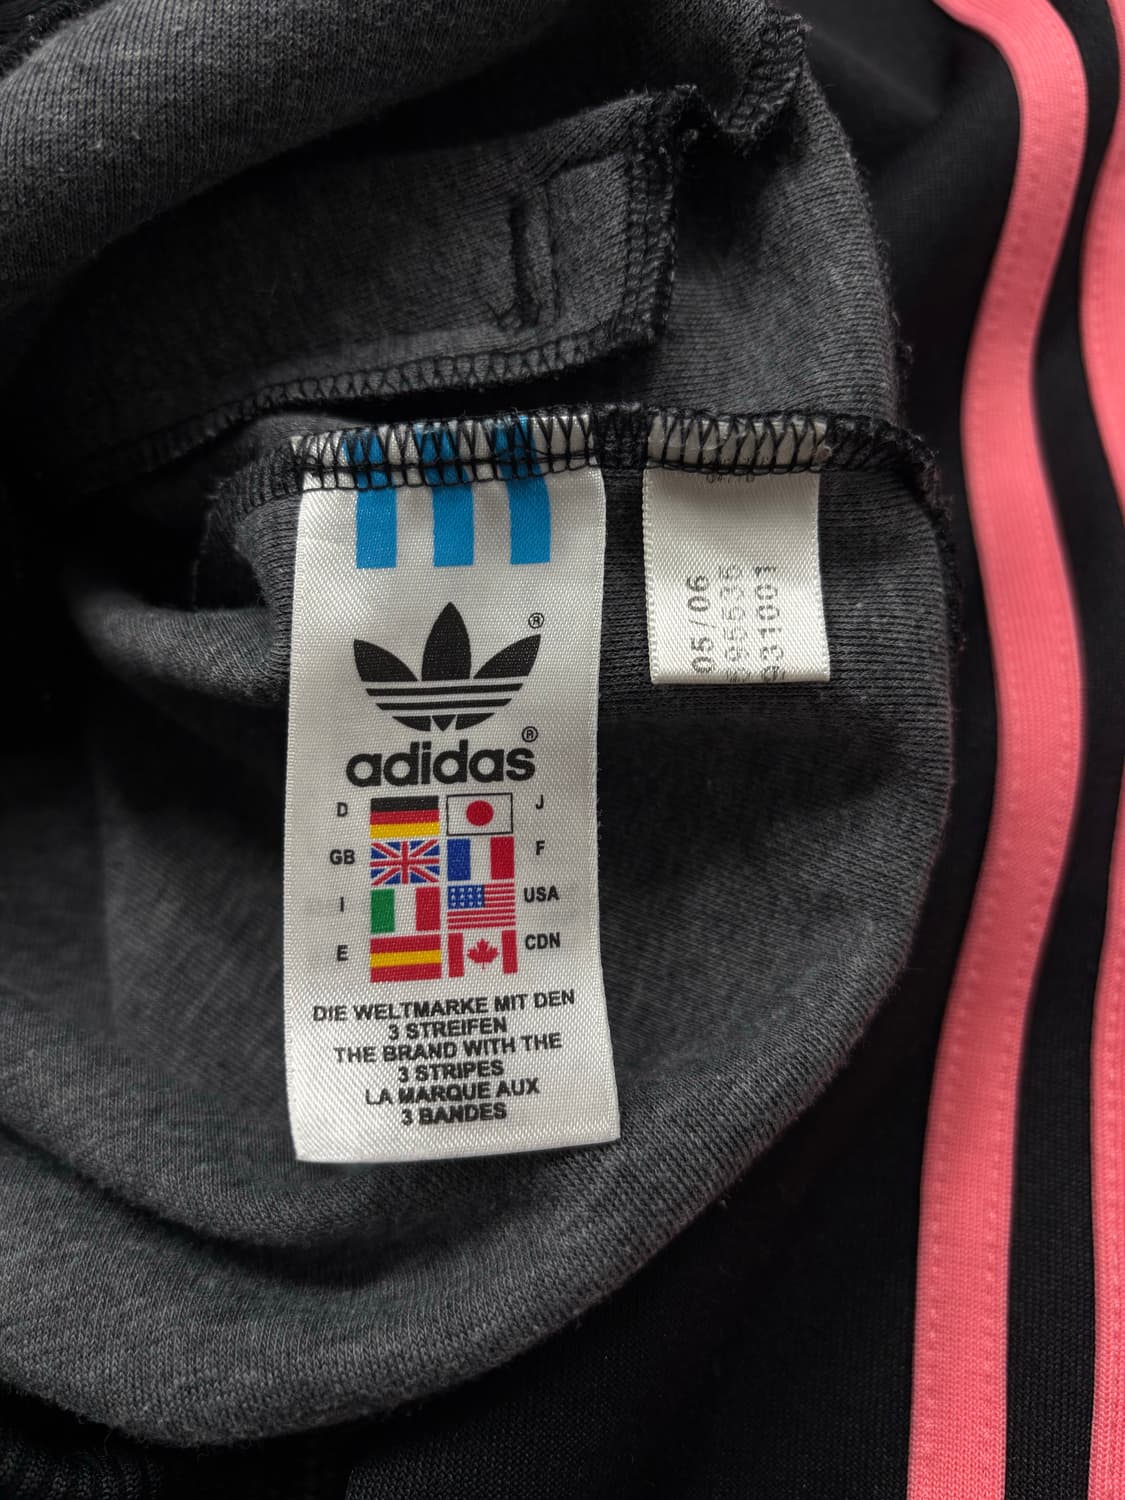 ®
adidas®
D J
GB F
I USA
E CDN
DIE WELTMARKE MIT DEN
3 STREIFEN
THE BRAND WITH THE
3 STRIPES
LA MARQUE AUX
3 BANDES
05/06
031001